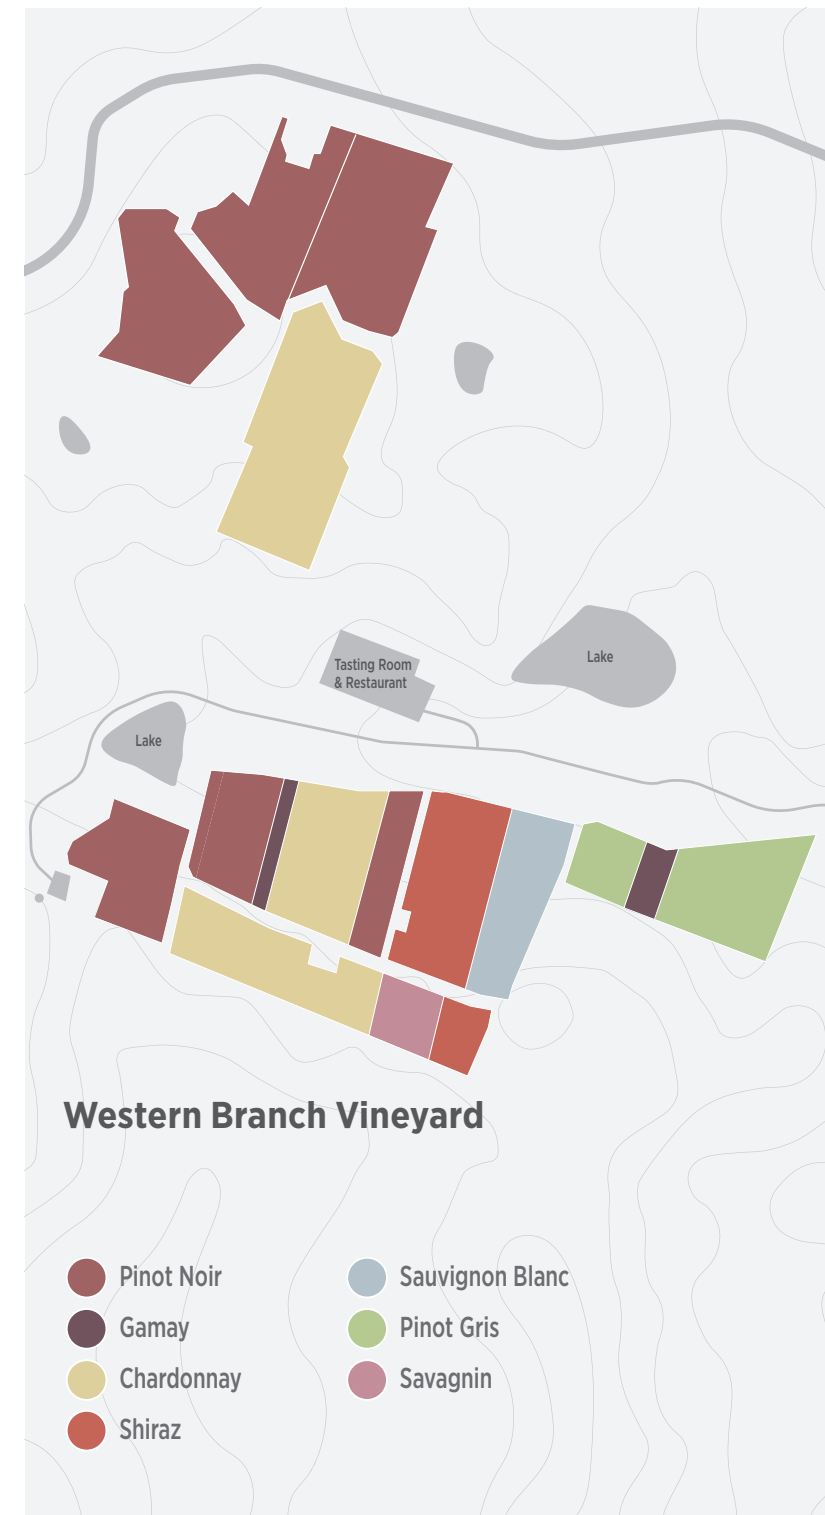 Tasting Room
& Restaurant
Lake
Lake
Western Branch Vineyard
Pinot Noir
Gamay
Chardonnay
Shiraz
Sauvignon Blanc
Pinot Gris
Savagnin